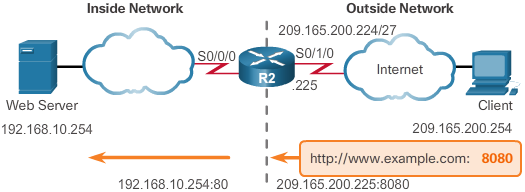 Inside Network
Outside Network
209.165.200.224/27
S0/0/0
S0/1/0
R2
.225
Internet
Web Server
Client
192.168.10.254
209.165.200.254
http://www.example.com: 8080
192.168.10.254:80
209.165.200.225:8080